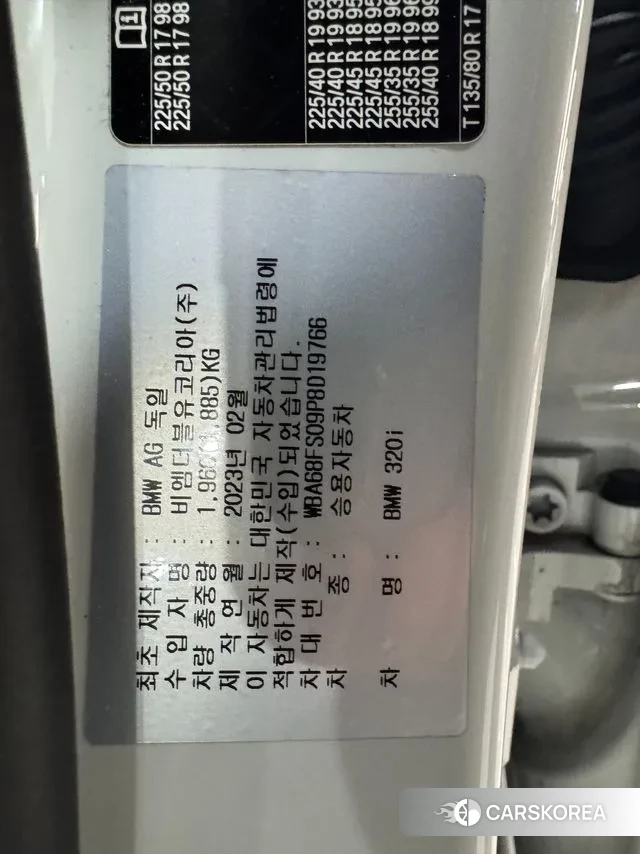 1
225/50 R 17 98
225/50 R 17 98
225/40 R 19 93
225/40 R 19 93
225/45 R 18 95
225/45 R 18 95
255/35 R 19 96
255/35 R 19 96
255/40 R 18 99
T 135/80 R 17
최초 제작자 : BMW AG 독일
수 입 자 명 : 비엠더블유코리아(주)
차량 총중량 : 1,960(1,885)KG
제 작 연 월 : 2023년 02월
이 자동차는 대한민국 자동차관리법령에
적합하게 제작(수입)되었습니다.
차 대 번 호 : WBA68FS09P8D19766
차 종 : 승용자동차
차 명 : BMW 320i
CARSKOREA